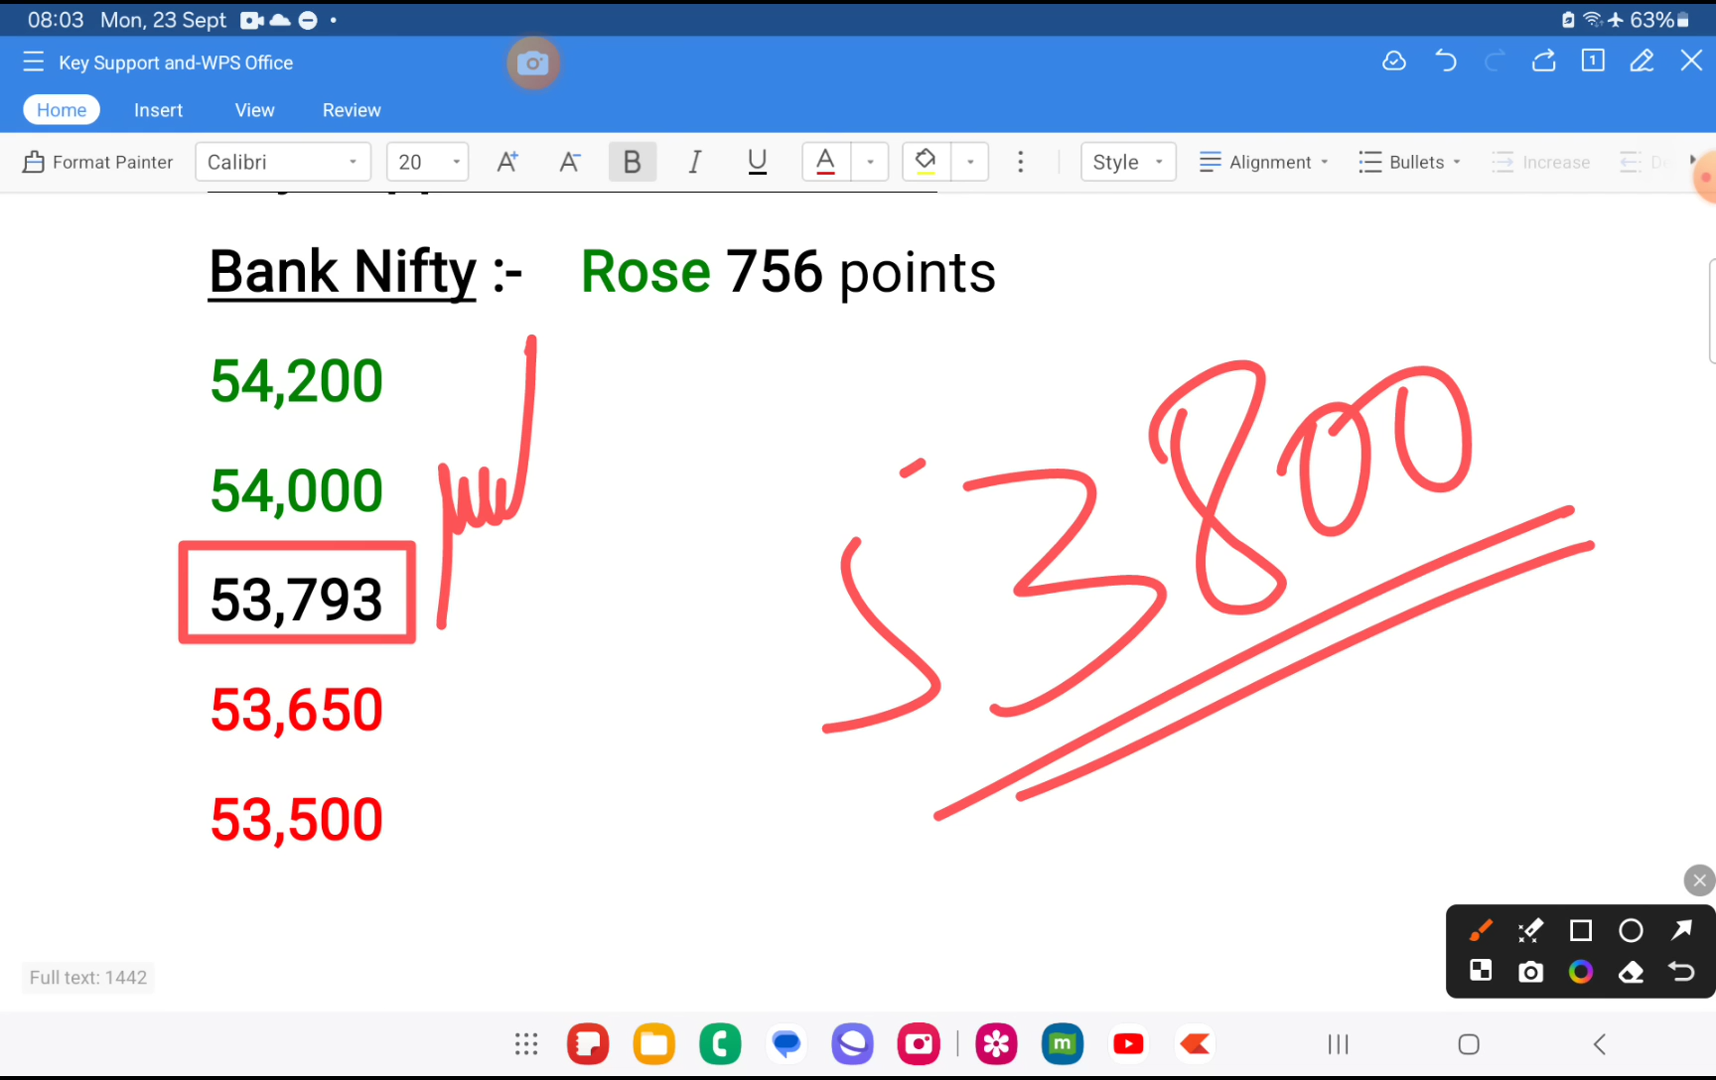 08:03 Mon, 23 Sept 63%
Key Support and-WPS Office 1
Home Insert View Review
Format Painter Calibri 20 A+ A- B I U A Style Alignment Bullets Increase
Bank Nifty :- Rose 756 points
54,200
54,000
53,793
53,650
53,500
53800
Full text: 1442
m